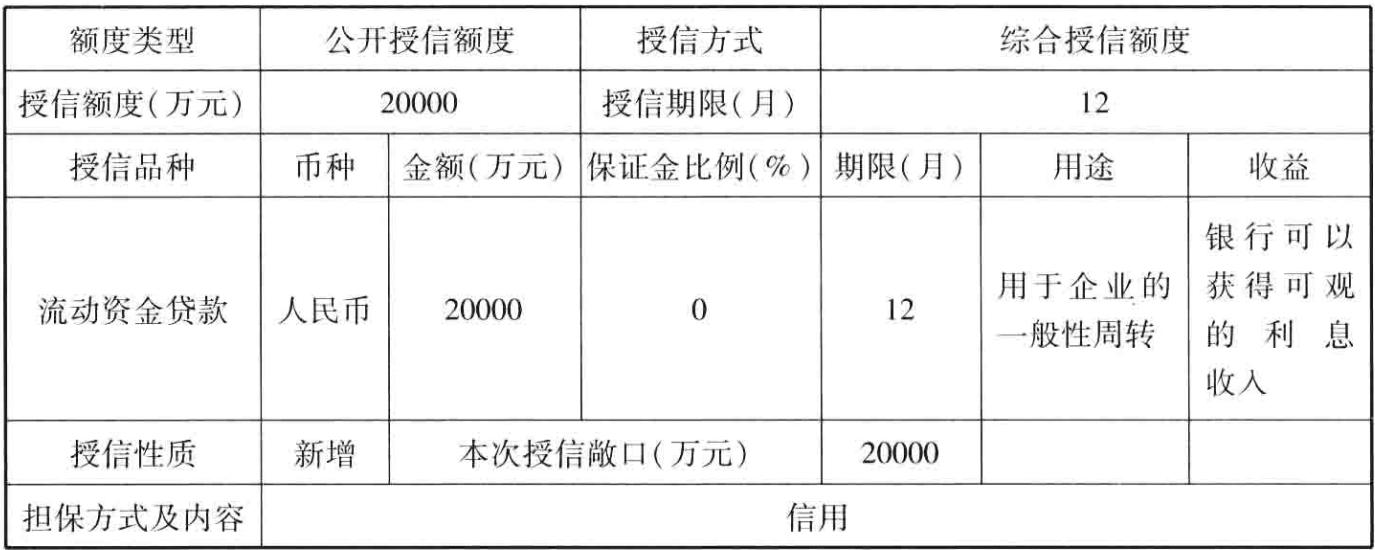 额度类型 公开授信额度 授信方式 综合授信额度
授信额度(万元) 20000 授信期限(月) 12
授信品种 币种 金额(万元) 保证金比例(%) 期限(月) 用途 收益
流动资金贷款 人民币 20000 0 12 用于企业的
一般性周转 银行可以
获得可观
的利息
收入
授信性质 新增 本次授信敞口(万元) 20000
担保方式及内容 信用